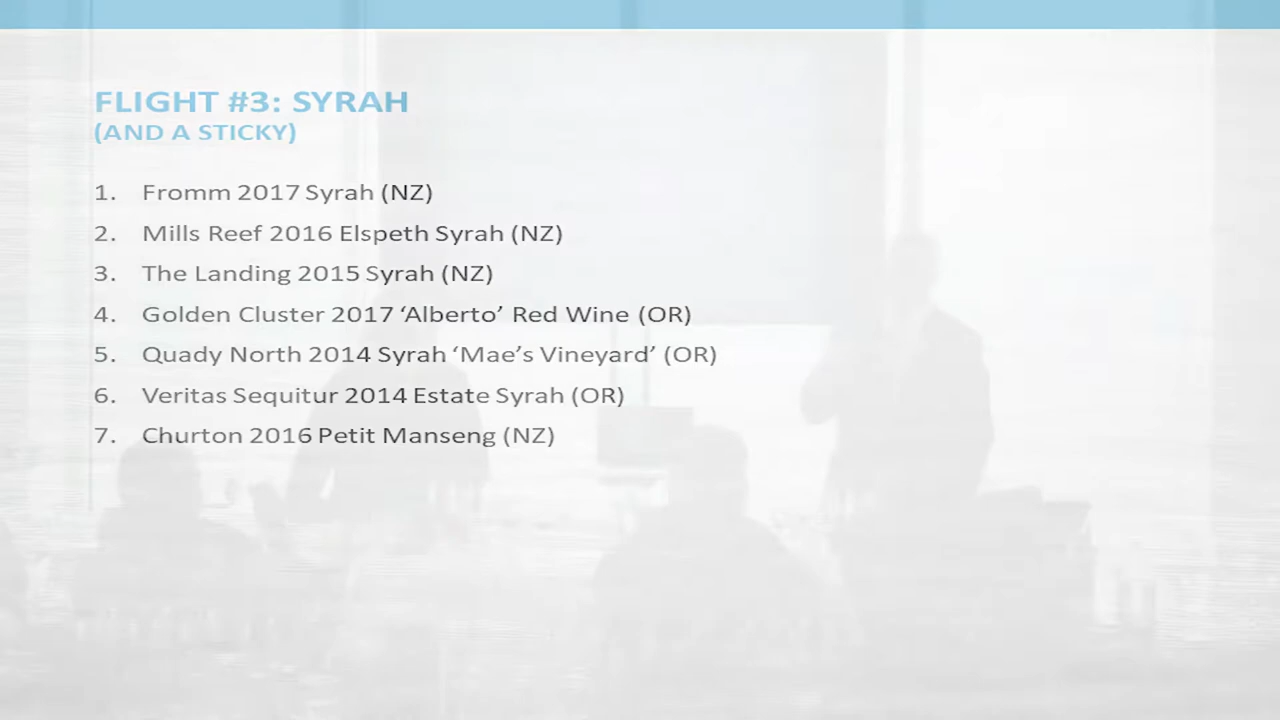 FLIGHT #3: SYRAH
(AND A STICKY)
1. Fromm 2017 Syrah (NZ)
2. Mills Reef 2016 Elspeth Syrah (NZ)
3. The Landing 2015 Syrah (NZ)
4. Golden Cluster 2017 ‘Alberto’ Red Wine (OR)
5. Quady North 2014 Syrah ‘Mae’s Vineyard’ (OR)
6. Veritas Sequitur 2014 Estate Syrah (OR)
7. Churton 2016 Petit Manseng (NZ)